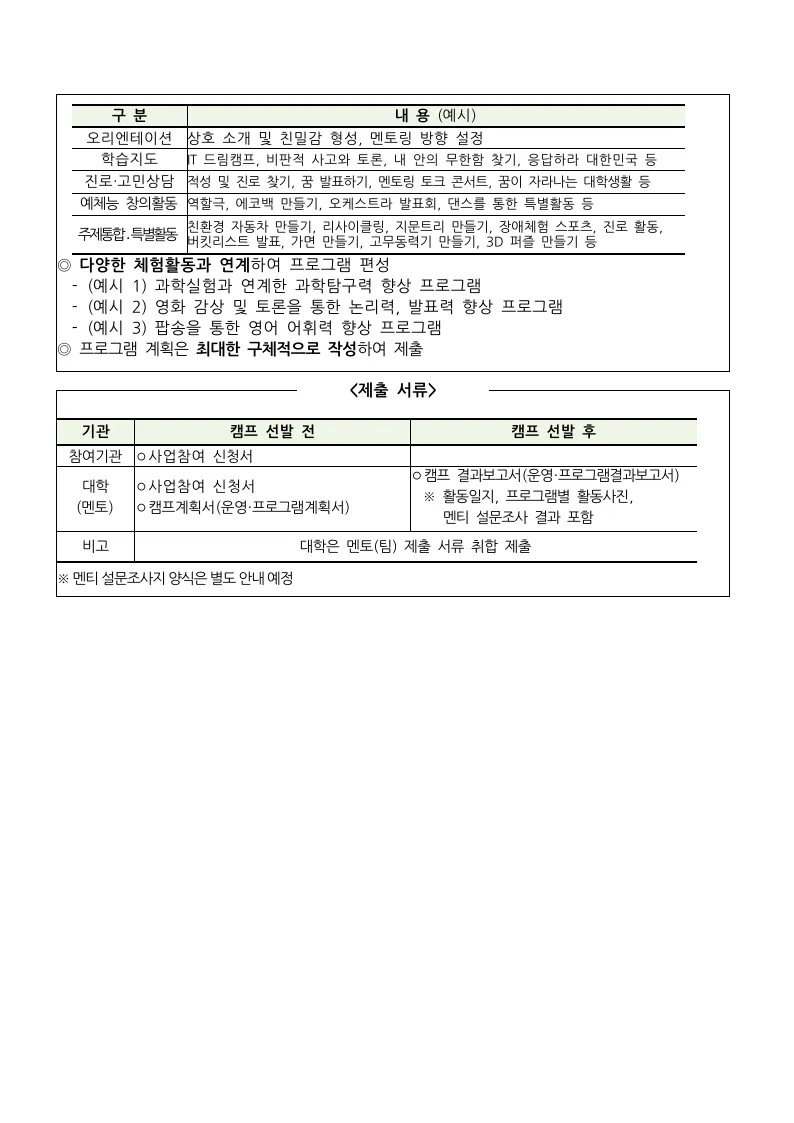 구 분 내 용 (예시)
오리엔테이션 상호 소개 및 친밀감 형성, 멘토링 방향 설정
학습지도 IT 드림캠프, 비판적 사고와 토론, 내 안의 무한함 찾기, 응답하라 대한민국 등
진로·고민상담 적성 및 진로 찾기, 꿈 발표하기, 멘토링 토크 콘서트, 꿈이 자라나는 대학생활 등
예체능 창의활동 역할극, 에코백 만들기, 오케스트라 발표회, 댄스를 통한 특별활동 등
주제통합.특별활동 친환경 자동차 만들기, 리사이클링, 지문트리 만들기, 장애체험 스포츠, 진로 활동,
버킷리스트 발표, 가면 만들기, 고무동력기 만들기, 3D 퍼즐 만들기 등
◎ 다양한 체험활동과 연계하여 프로그램 편성
- (예시 1) 과학실험과 연계한 과학탐구력 향상 프로그램
- (예시 2) 영화 감상 및 토론을 통한 논리력, 발표력 향상 프로그램
- (예시 3) 팝송을 통한 영어 어휘력 향상 프로그램
◎ 프로그램 계획은 최대한 구체적으로 작성하여 제출
<제출 서류>
기관 캠프 선발 전 캠프 선발 후
참여기관 ㅇ사업참여 신청서
대학
(멘토)
ㅇ사업참여 신청서
ㅇ캠프계획서(운영·프로그램계획서)
ㅇ캠프 결과보고서(운영·프로그램결과보고서)
※ 활동일지, 프로그램별 활동사진,
멘티 설문조사 결과 포함
비고 대학은 멘토(팀) 제출 서류 취합 제출
※ 멘티 설문조사지 양식은 별도 안내 예정